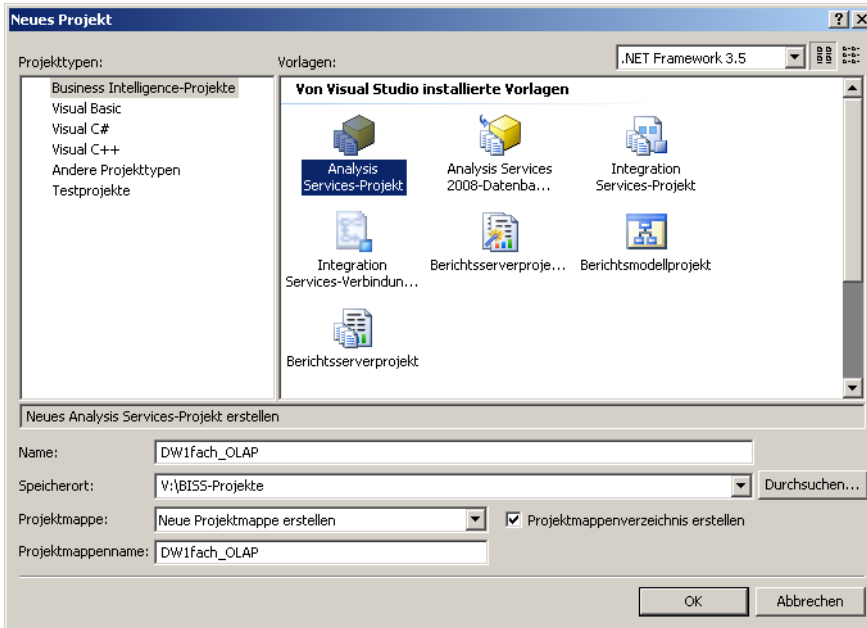 Neues Projekt
Projekttypen:
Vorlagen:
.NET Framework 3.5
Business Intelligence-Projekte
Visual Basic
Visual C#
Visual C++
Andere Projekttypen
Testprojekte
Von Visual Studio installierte Vorlagen
Analysis
Services-Projekt
Analysis Services
2008-Datenba...
Integration
Services-Projekt
Integration
Services-Verbindun...
Berichtsserverproje...
Berichtsmodellprojekt
Berichtsserverprojekt
Neues Analysis Services-Projekt erstellen
Name:
DW1fach_OLAP
Speicherort:
V:\BISS-Projekte
Durchsuchen...
Projektmappe:
Neue Projektmappe erstellen
Projektmappenverzeichnis erstellen
Projektmappenname:
DW1fach_OLAP
OK
Abbrechen